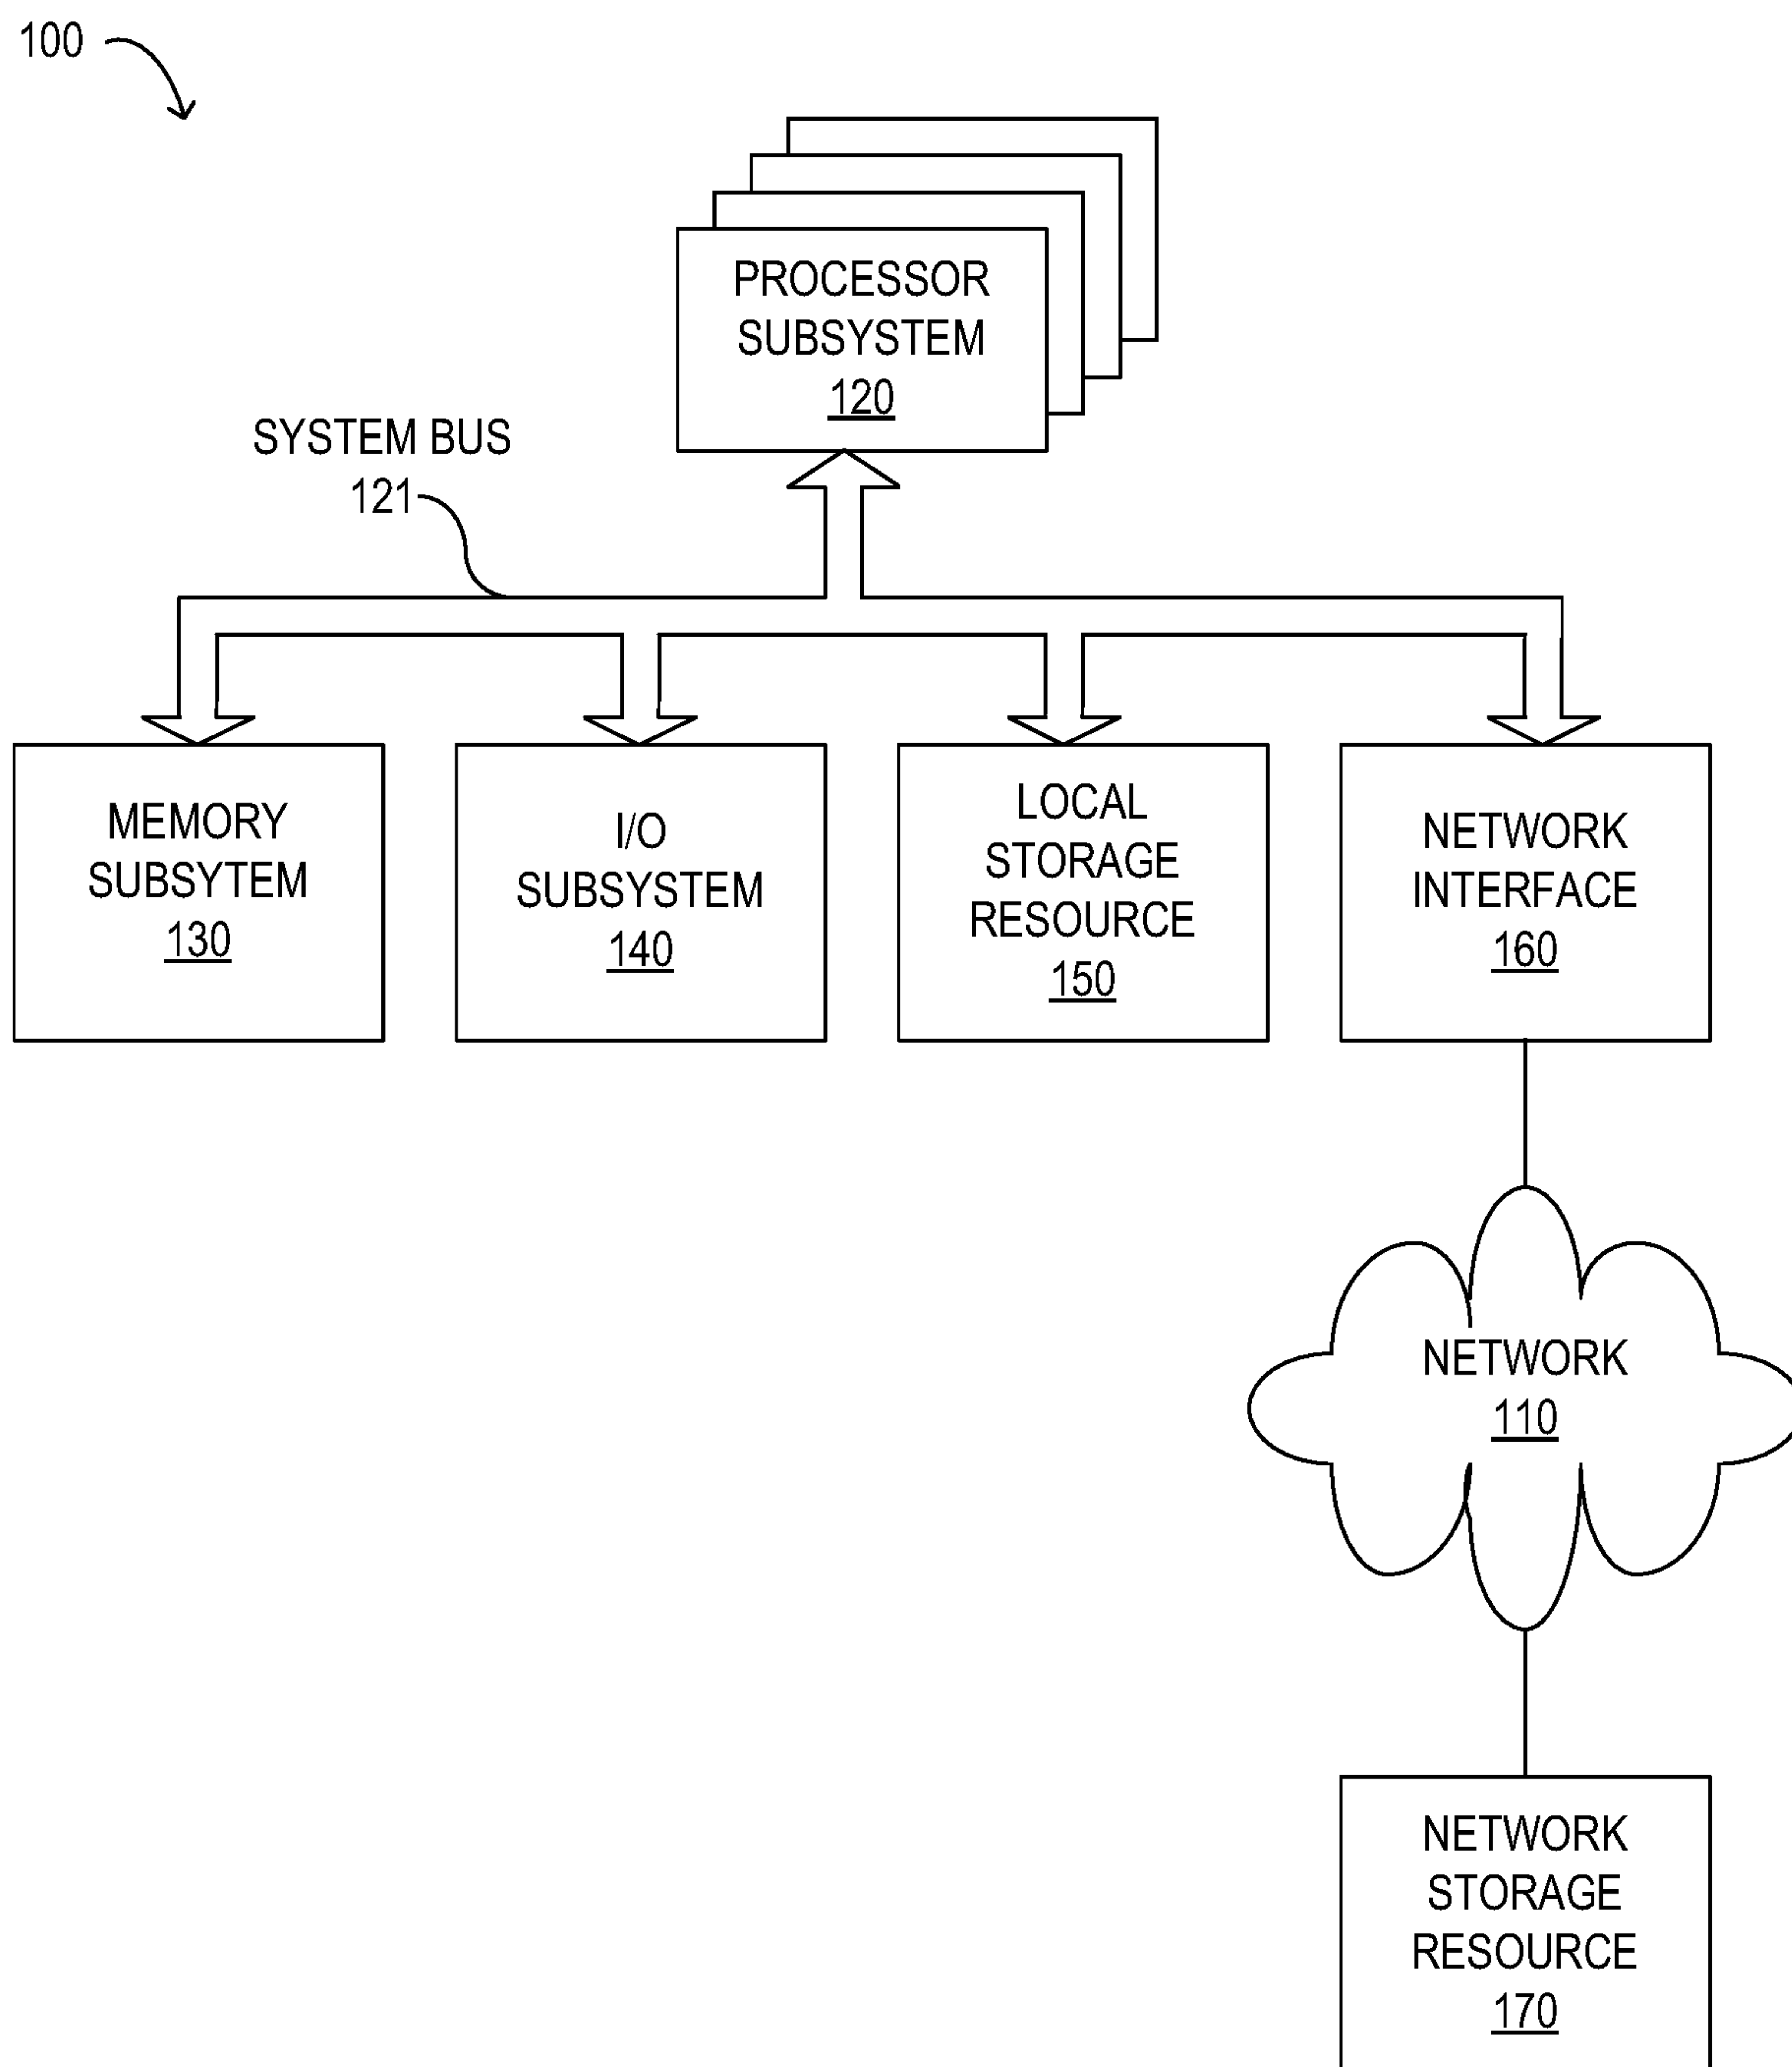 100
PROCESSOR
SUBSYSTEM
120
SYSTEM BUS
121
MEMORY
SUBSYTEM
130
I/O
SUBSYSTEM
140
LOCAL
STORAGE
RESOURCE
150
NETWORK
INTERFACE
160
NETWORK
110
NETWORK
STORAGE
RESOURCE
170